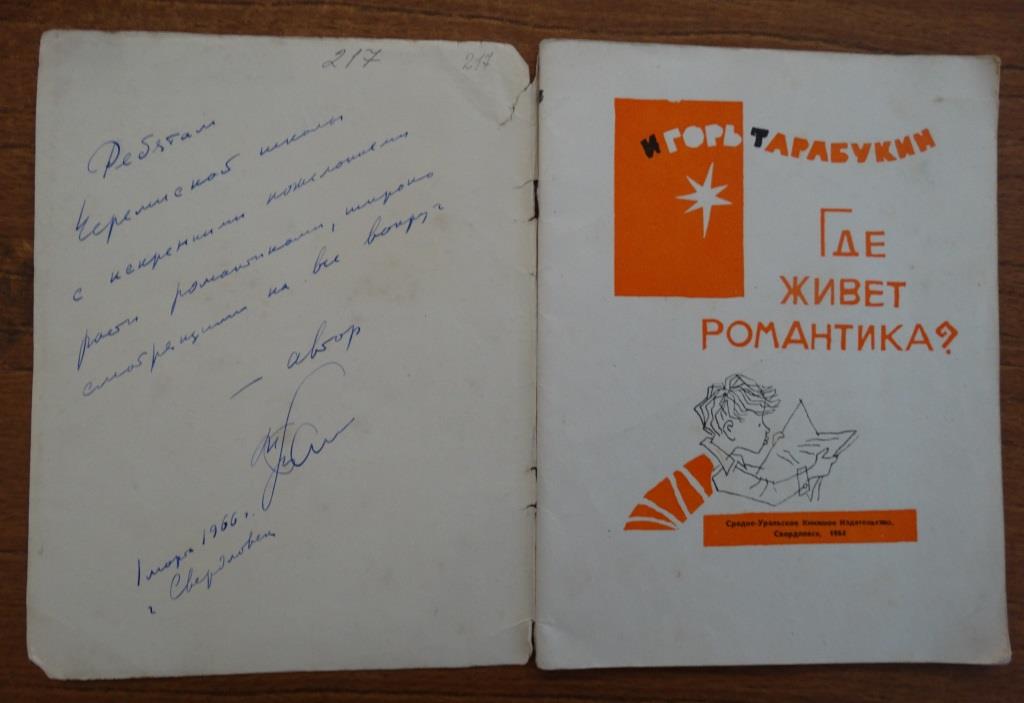 217
217
Ребятам
Черемисской школы
с искренними пожеланиями
расти романтиками, широко
смотрящими на все вокруг
— автор
1 марта 1966 г.
г Свердловск
ИГОРЬ ТАРАБУКИН
ГДЕ
ЖИВЕТ
РОМАНТИКА?
Средне-Уральское Книжное Издательство,
Свердловск, 1964